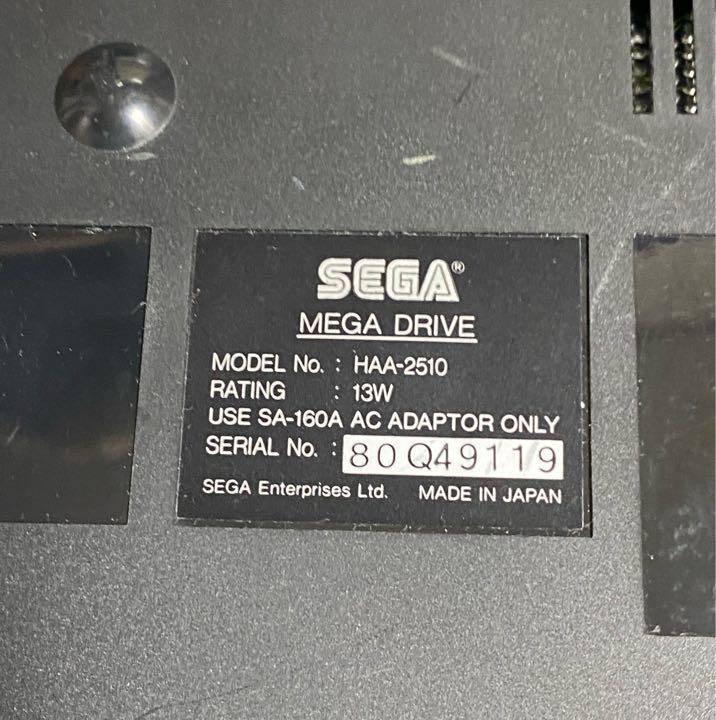 SEGA®
MEGA DRIVE
MODEL No. : HAA-2510
RATING : 13W
USE SA-160A AC ADAPTOR ONLY
SERIAL No. : 80Q49119
SEGA Enterprises Ltd. MADE IN JAPAN